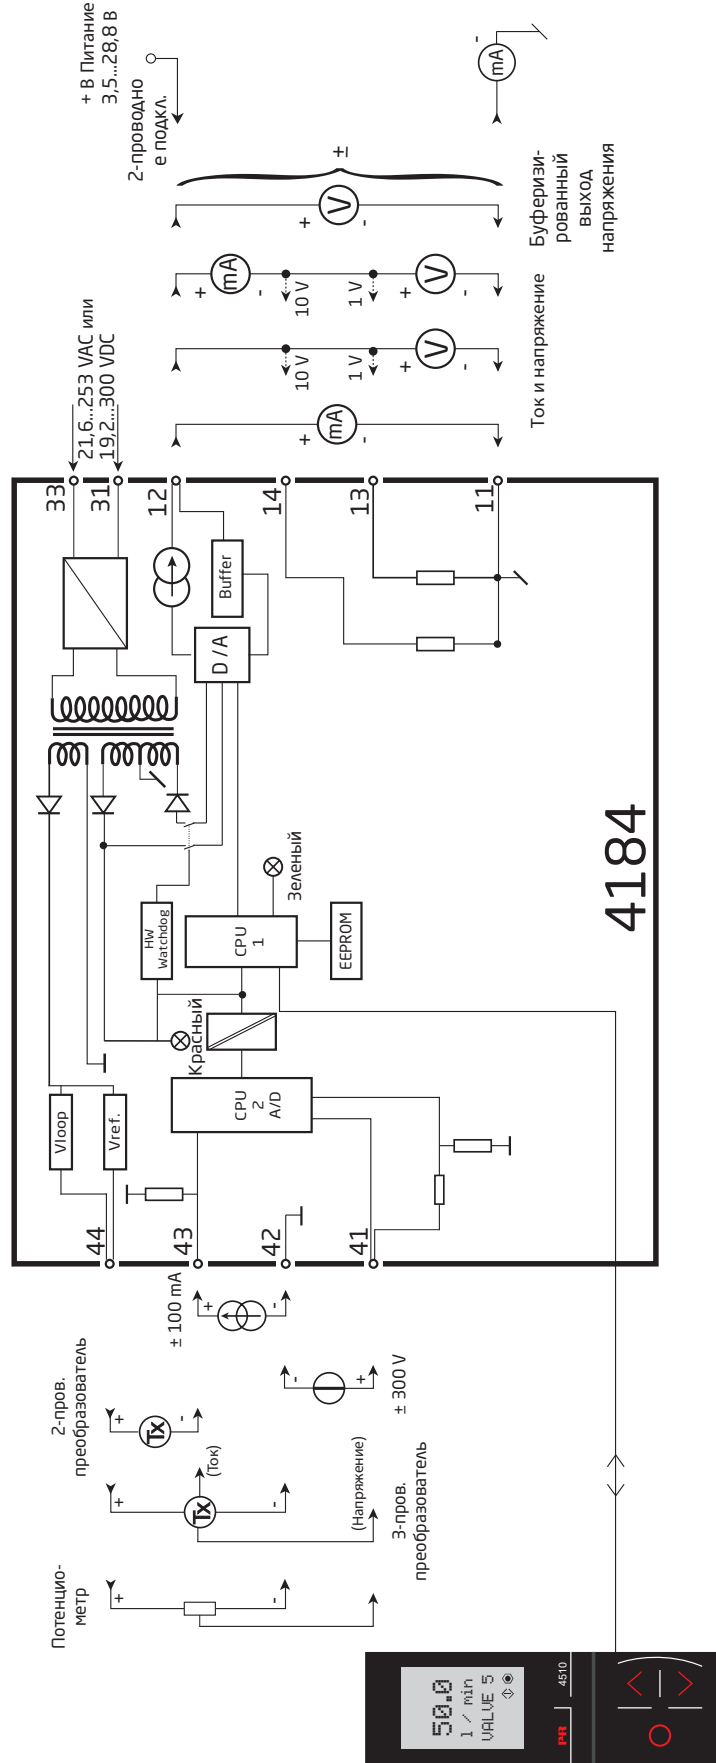 Потенцио-
метр
+
-
2-пров.
преобразователь
+
-
+
Tx
Tx
-
(Ток)
(Напряжение)
3-пров.
преобразователь
± 100 mA
+
-
-
+
± 300 V
44
43
42
41
Vloop
Vref.
CPU
2
A/D
Красный
HW
Watchdog
CPU
1
EEPROM
Зеленый
D/A
Buffer
33
31
12
14
13
11
4184
21,6...253 VAC или
19,2...300 VDC
+
mA
-
10 V
1 V
+
V
-
+
mA
-
10 V
1 V
+
V
-
Ток и напряжение
+
V
-
±
Буферизи-
рованный
выход
напряжения
+ В Питание
3,5...28,8 В
2-проводно
е подкл.
-
mA
50.0
l / min
VALVE 5
PR
4510